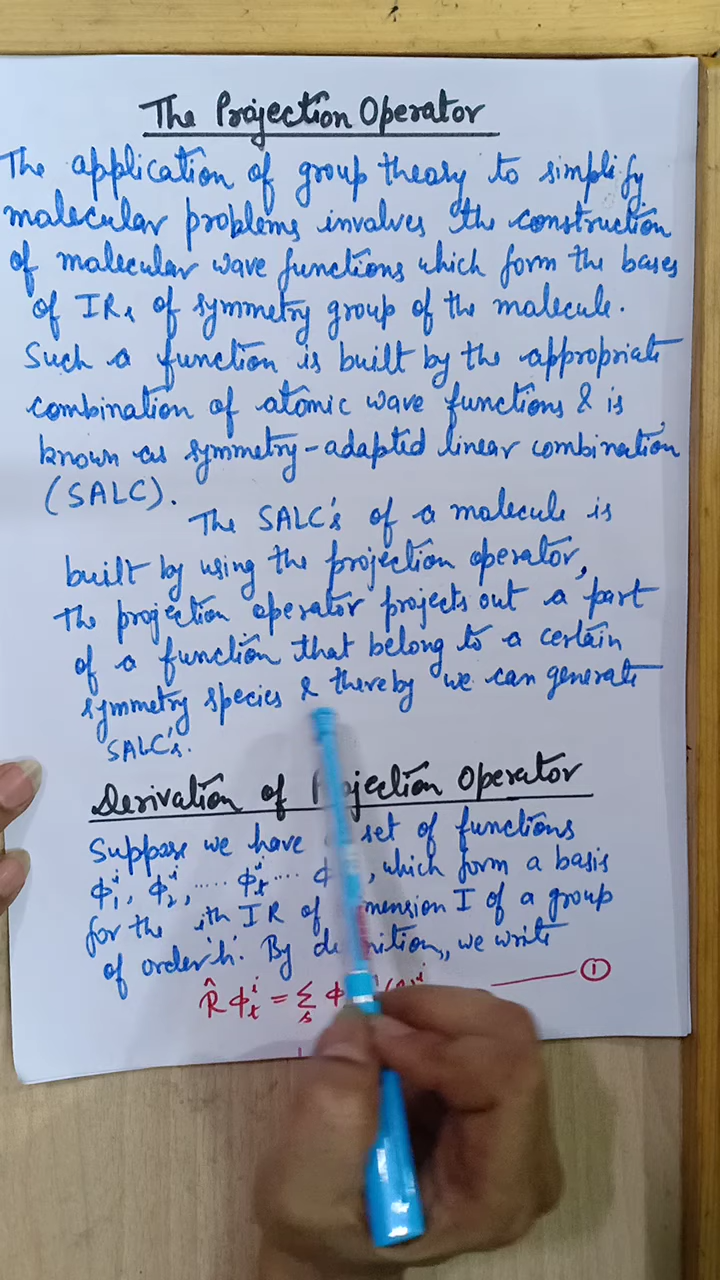 The Projection Operator
The application of group theory to simplify
molecular problems involves the construction
of molecular wave functions which form the bases
of IRs of symmetry group of the molecule.
Such a function is built by the appropriate
combination of atomic wave functions & is
known as symmetry-adapted linear combination
(SALC).
The SALC's of a molecule is
built by using the projection operator,
the projection operator projects out a part
of a function that belong to a certain
symmetry species & thereby we can generate
SALC's.
Derivation of Projection Operator
Suppose we have set of functions
ϕ₁ⁱ, ϕ₂ⁱ, ..... ϕₜⁱ .... ϕ , which form a basis
for the ith IR of dimension I of a group
of order 'h'. By definition, we write
R̂ ϕₜⁱ = Σₛ ϕ ——— ①